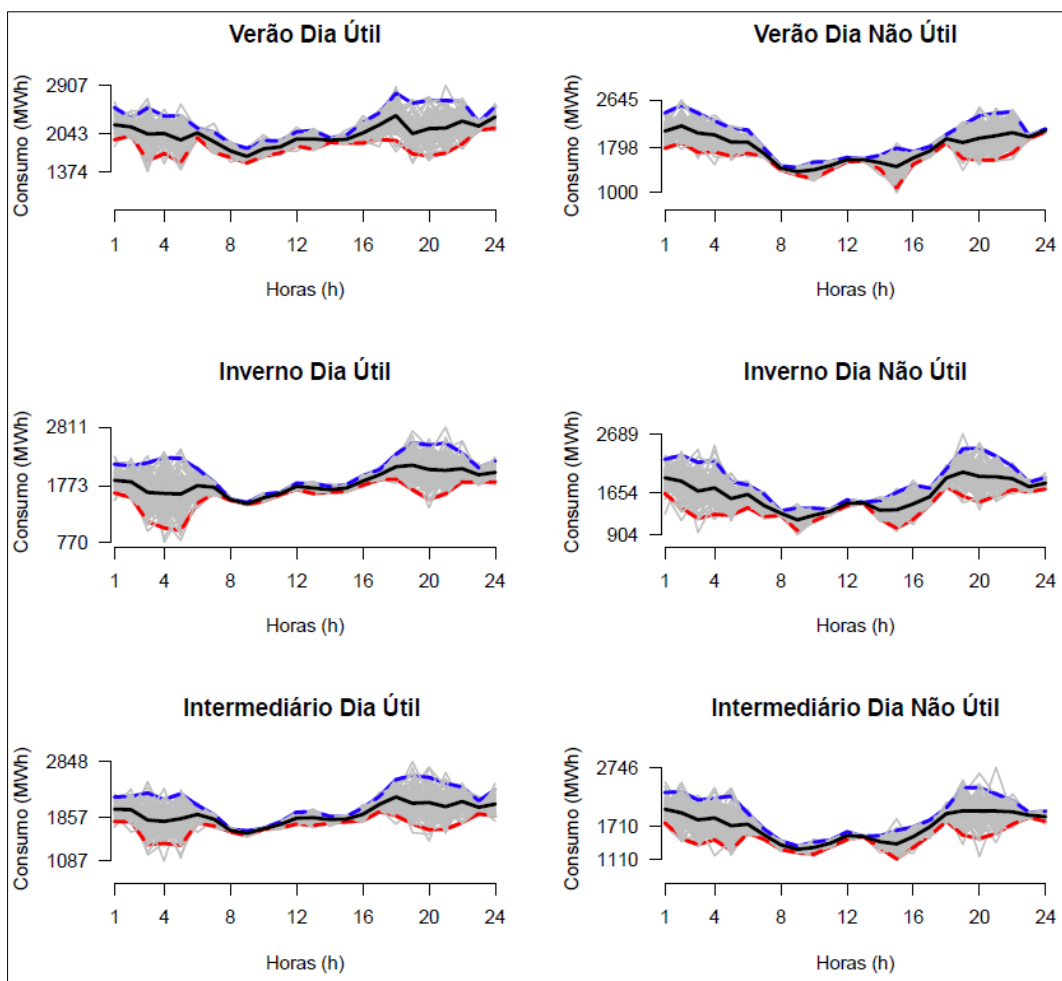 Verão Dia Útil
Consumo (MWh)
2907
2043
1374
1 4 8 12 16 20 24
Horas (h)
Verão Dia Não Útil
Consumo (MWh)
2645
1798
1000
1 4 8 12 16 20 24
Horas (h)
Inverno Dia Útil
Consumo (MWh)
2811
1773
770
1 4 8 12 16 20 24
Horas (h)
Inverno Dia Não Útil
Consumo (MWh)
2689
1654
904
1 4 8 12 16 20 24
Horas (h)
Intermediário Dia Útil
Consumo (MWh)
2848
1857
1087
1 4 8 12 16 20 24
Horas (h)
Intermediário Dia Não Útil
Consumo (MWh)
2746
1710
1110
1 4 8 12 16 20 24
Horas (h)